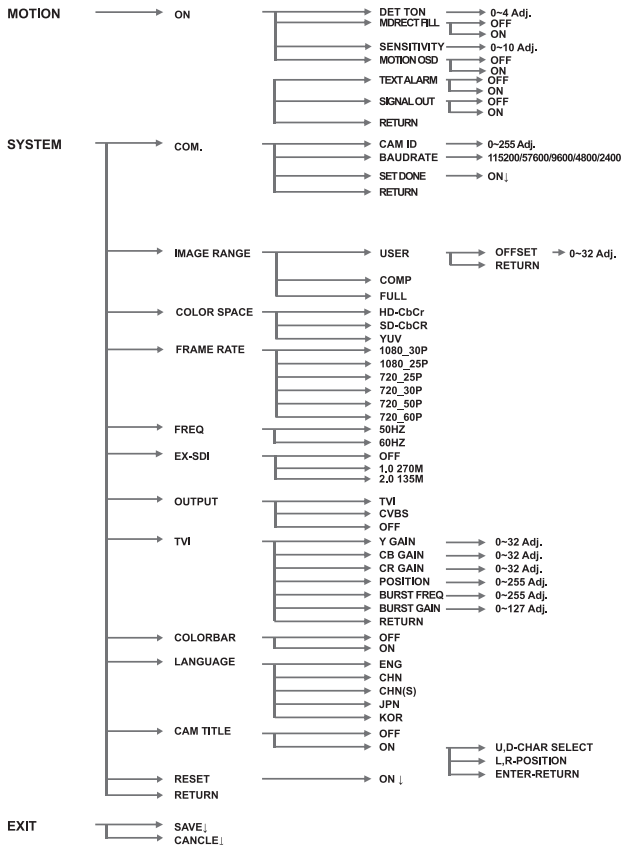 MOTION ON DET TON 0~4 Adj.
MDRECT FILL OFF
ON
SENSITIVITY 0~10 Adj.
MOTION OSD OFF
ON
TEXT ALARM OFF
ON
SIGNAL OUT OFF
ON
RETURN
SYSTEM COM. CAM ID 0~255 Adj.
BAUDRATE 115200/57600/9600/4800/2400
SET DONE ON↓
RETURN
IMAGE RANGE USER OFFSET 0~32 Adj.
RETURN
COMP
FULL
COLOR SPACE HD-CbCr
SD-CbCR
YUV
FRAME RATE 1080_30P
1080_25P
720_25P
720_30P
720_50P
720_60P
FREQ 50HZ
60HZ
EX-SDI OFF
1.0 270M
2.0 135M
OUTPUT TVI
CVBS
OFF
TVI Y GAIN 0~32 Adj.
CB GAIN 0~32 Adj.
CR GAIN 0~32 Adj.
POSITION 0~255 Adj.
BURST FREQ 0~255 Adj.
BURST GAIN 0~127 Adj.
RETURN
COLORBAR OFF
ON
LANGUAGE ENG
CHN
CHN(S)
JPN
KOR
CAM TITLE OFF
ON U,D-CHAR SELECT
L,R-POSITION
ENTER-RETURN
RESET ON ↓
RETURN
EXIT SAVE↓
CANCLE↓